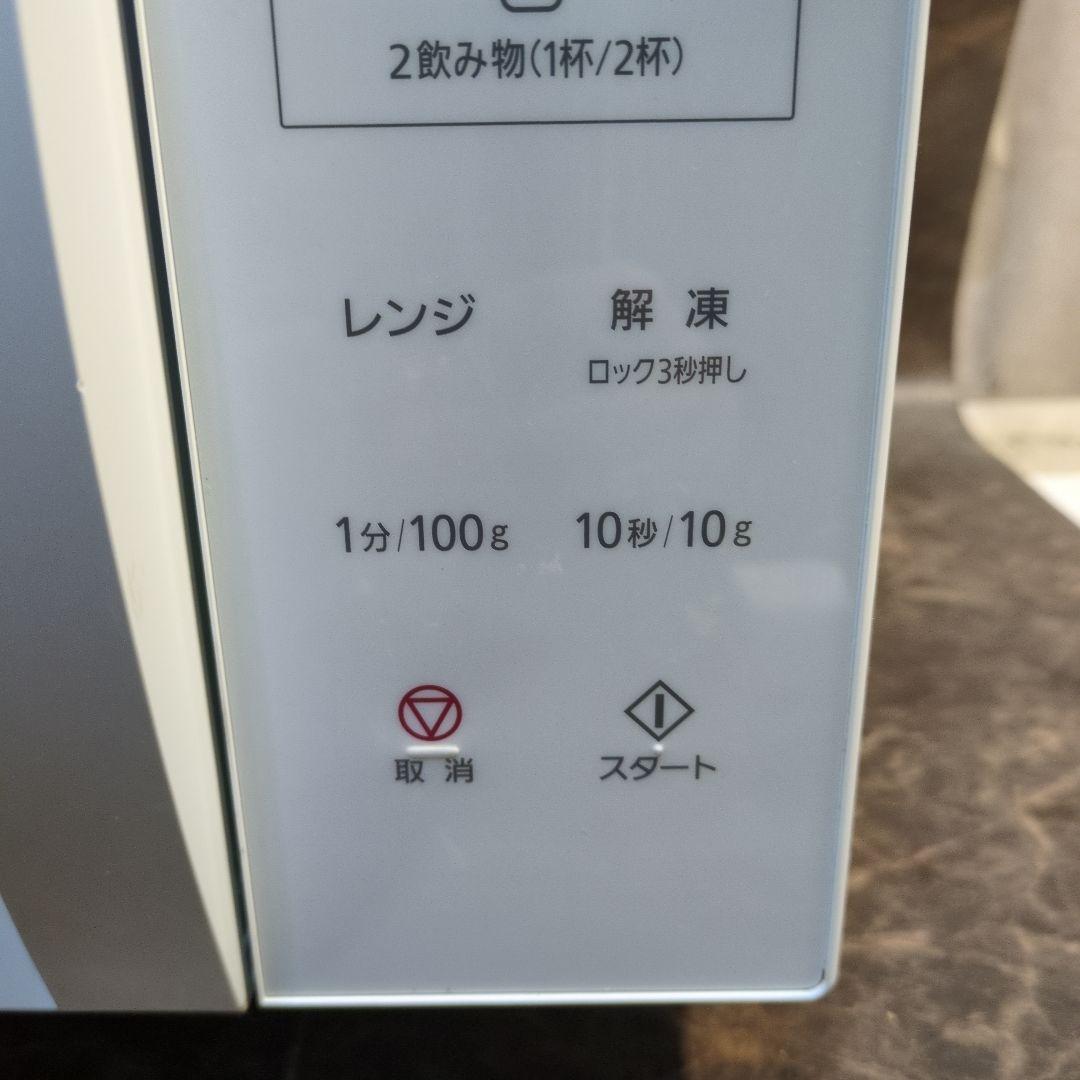 2飲み物(1杯/2杯)
レンジ 解凍
ロック3秒押し
1分/100g 10秒/10g
取消 スタート